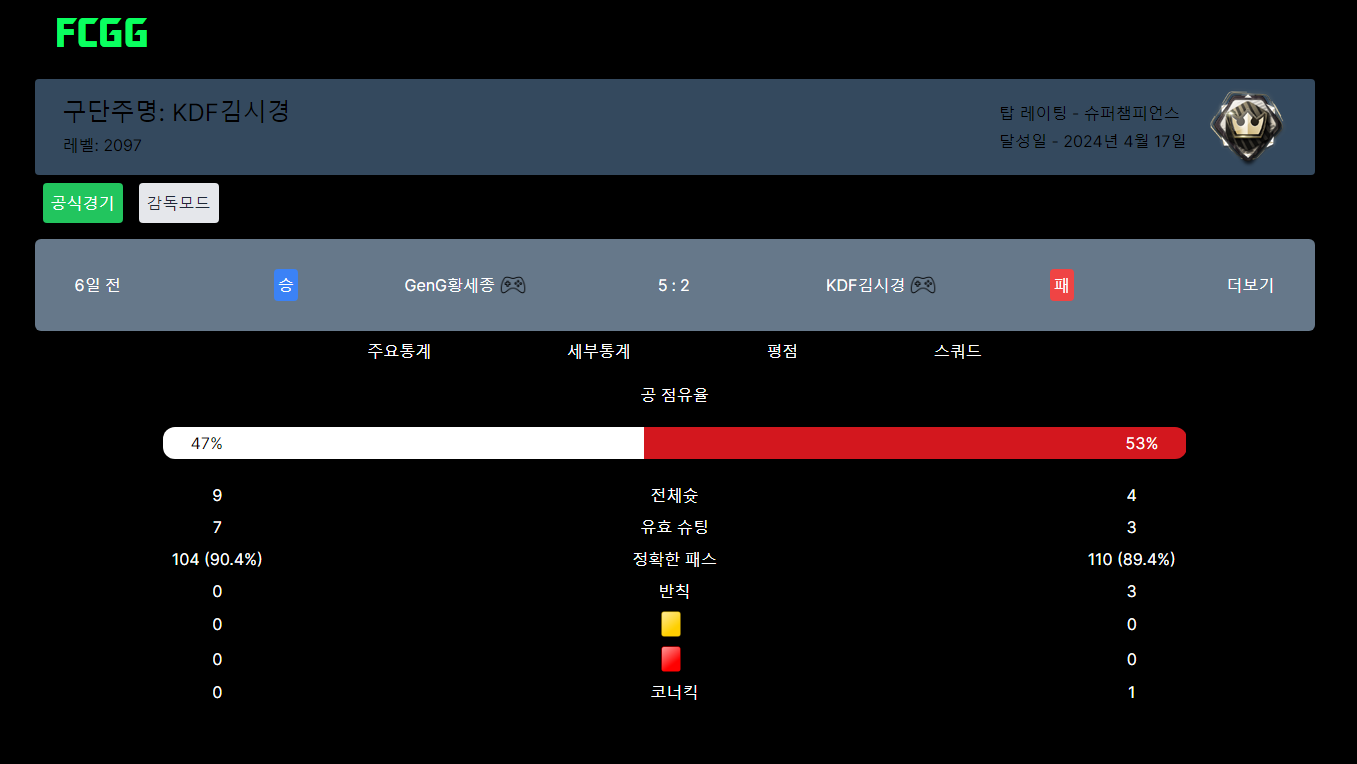 FCGG
구단주명: KDF김시경
레벨: 2097
탑 레이팅 - 슈퍼챔피언스
달성일 - 2024년 4월 17일
공식경기 감독모드
6일 전 승 GenG황세종 5 : 2 KDF김시경 패 더보기
주요통계 세부통계 평점 스쿼드
공 점유율
47% 53%
9 전체슛 4
7 유효 슈팅 3
104 (90.4%) 정확한 패스 110 (89.4%)
0 반칙 3
0 0
0 0
0 코너킥 1